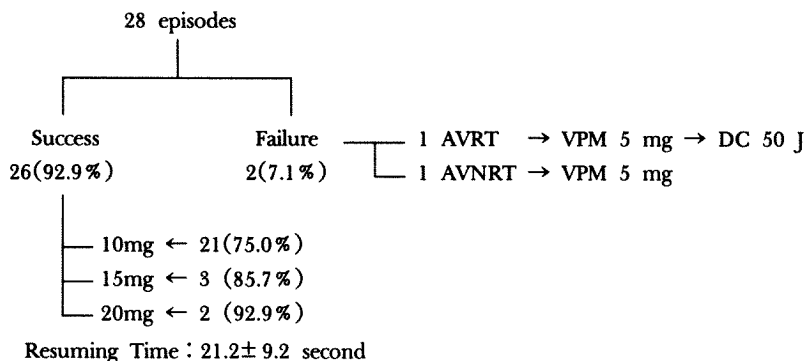 28 episodes
Success Failure 1 AVRT → VPM 5 mg → DC 50 J
26(92.9%) 2(7.1%) 1 AVNRT → VPM 5 mg
10mg ← 21(75.0%)
15mg ← 3 (85.7%)
20mg ← 2 (92.9%)
Resuming Time : 21.2± 9.2 second